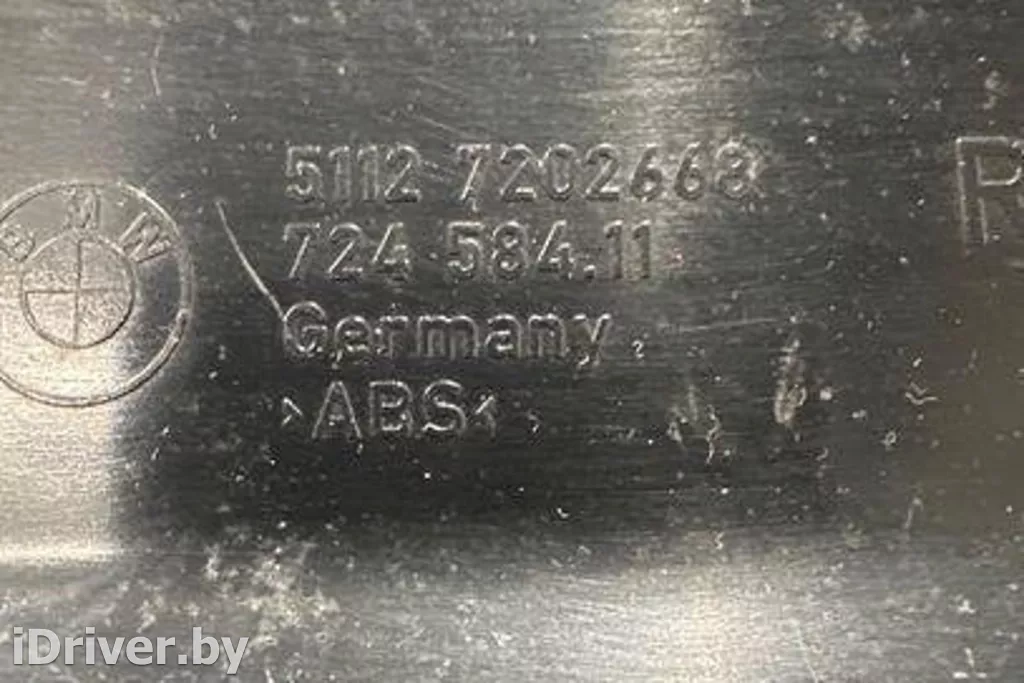 5112 7202668
724 584.11
Germany
>ABS<
BMW
R
iDriver.by